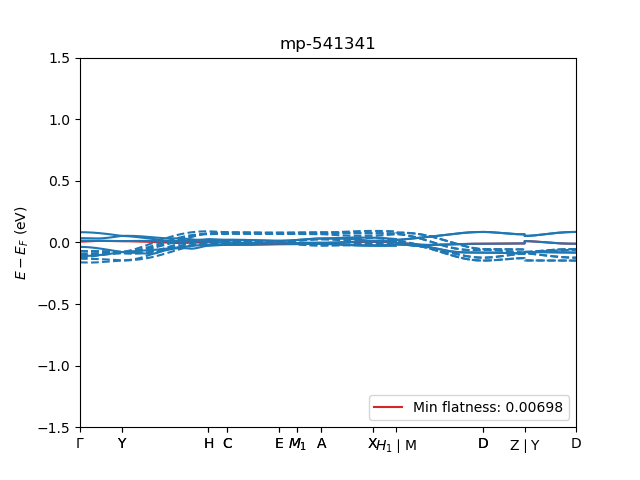 mp-541341
E − E_F (eV)
1.5
1.0
0.5
0.0
−0.5
−1.0
−1.5
Min flatness: 0.00698
Γ Y H C E M₁ A X H₁ | M D Z | Y D